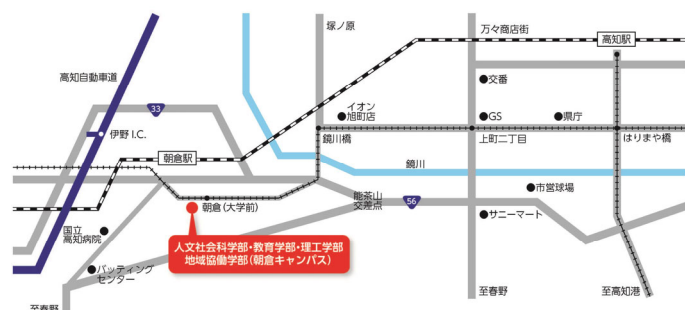 塚ノ原
万々商店街
高知駅
高知自動車道
交番
33
イオン
旭町店
GS
県庁
伊野 I.C.
鏡川橋
上町二丁目
はりまや橋
朝倉駅
鏡川
市営球場
朝倉(大学前)
能茶山
交差点
56
サニーマート
国立
高知病院
人文社会科学部・教育学部・理工学部
地域協働学部(朝倉キャンパス)
バッティング
センター
至春野
至春野
至高知港